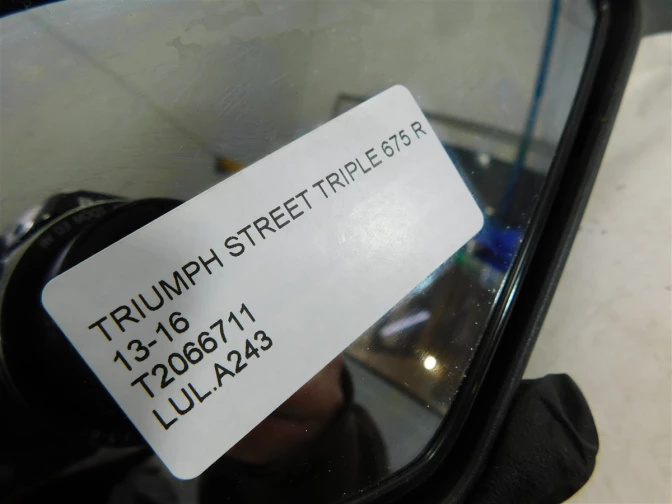 TRIUMPH STREET TRIPLE 675 R
13-16
T2066711
LUL.A243